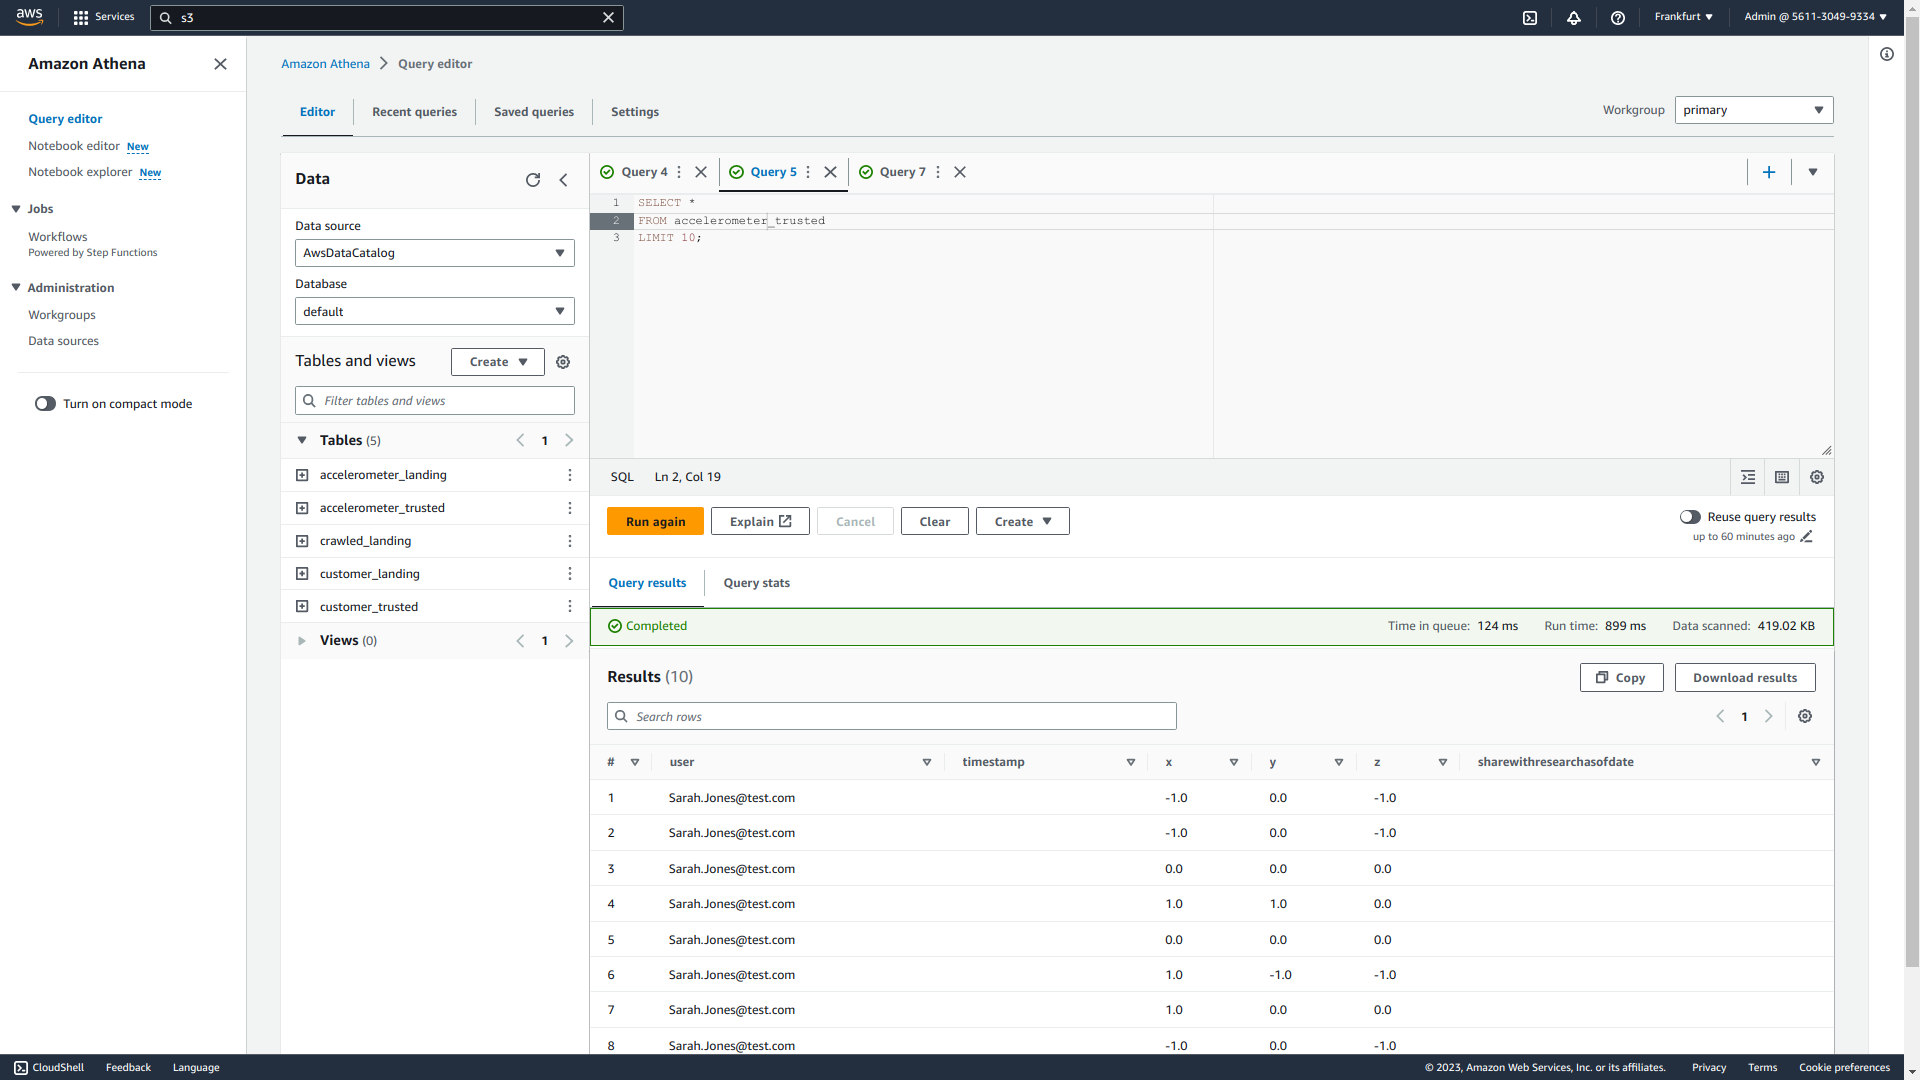 aws Services s3 Frankfurt Admin @ 5611-3049-9334
Amazon Athena
Query editor
Notebook editor New
Notebook explorer New
Jobs
Workflows
Powered by Step Functions
Administration
Workgroups
Data sources
Turn on compact mode
Amazon Athena > Query editor
Editor Recent queries Saved queries Settings
Workgroup primary
Data
Data source
AwsDataCatalog
Database
default
Tables and views Create
Filter tables and views
Tables (5) 1
accelerometer_landing
accelerometer_trusted
crawled_landing
customer_landing
customer_trusted
Views (0) 1
Query 4 Query 5 Query 7
1 SELECT *
2 FROM accelerometer_trusted
3 LIMIT 10;
SQL Ln 2, Col 19
Run again Explain Cancel Clear Create
Reuse query results
up to 60 minutes ago
Query results Query stats
Completed Time in queue: 124 ms Run time: 899 ms Data scanned: 419.02 KB
Results (10) Copy Download results
Search rows 1
# user timestamp x y z sharewithresearchasofdate
1 Sarah.Jones@test.com -1.0 0.0 -1.0
2 Sarah.Jones@test.com -1.0 0.0 -1.0
3 Sarah.Jones@test.com 0.0 0.0 0.0
4 Sarah.Jones@test.com 1.0 1.0 0.0
5 Sarah.Jones@test.com 0.0 0.0 0.0
6 Sarah.Jones@test.com 1.0 -1.0 -1.0
7 Sarah.Jones@test.com 1.0 0.0 0.0
8 Sarah.Jones@test.com -1.0 0.0 -1.0
CloudShell Feedback Language © 2023, Amazon Web Services, Inc. or its affiliates. Privacy Terms Cookie preferences